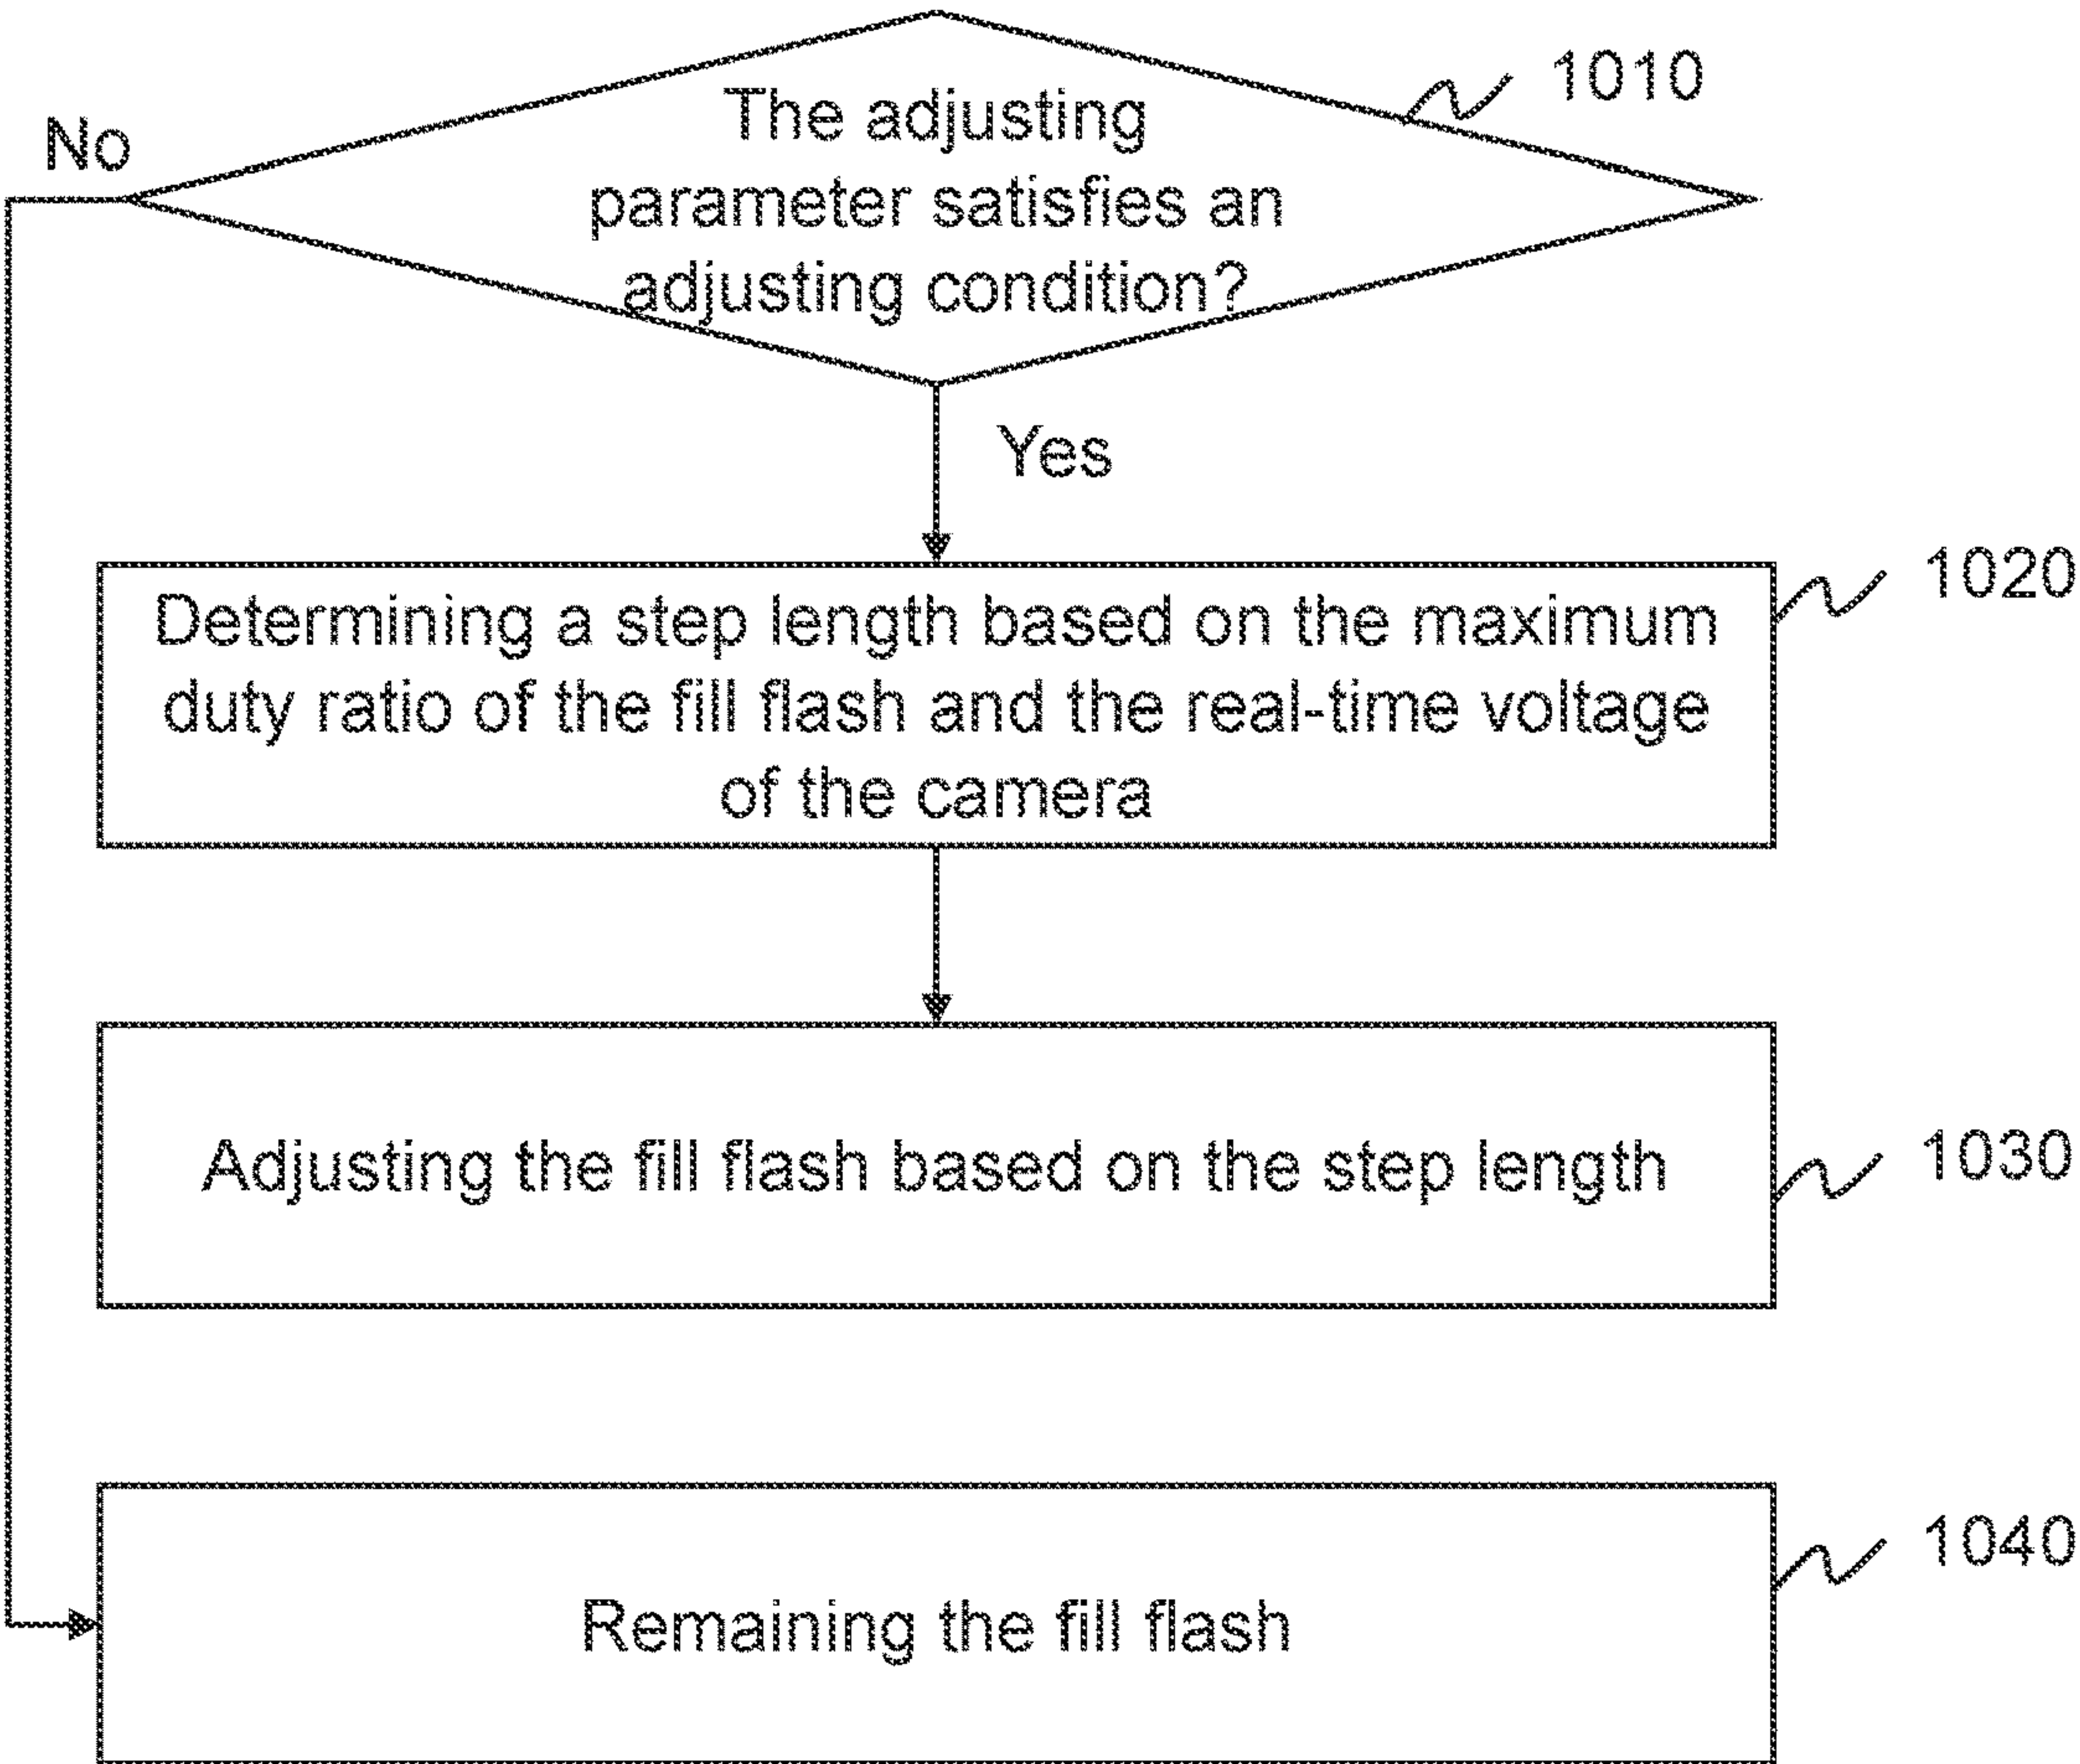 1010
No
The adjusting
parameter satisfies an
adjusting condition?
Yes
1020
Determining a step length based on the maximum
duty ratio of the fill flash and the real-time voltage
of the camera
1030
Adjusting the fill flash based on the step length
1040
Remaining the fill flash